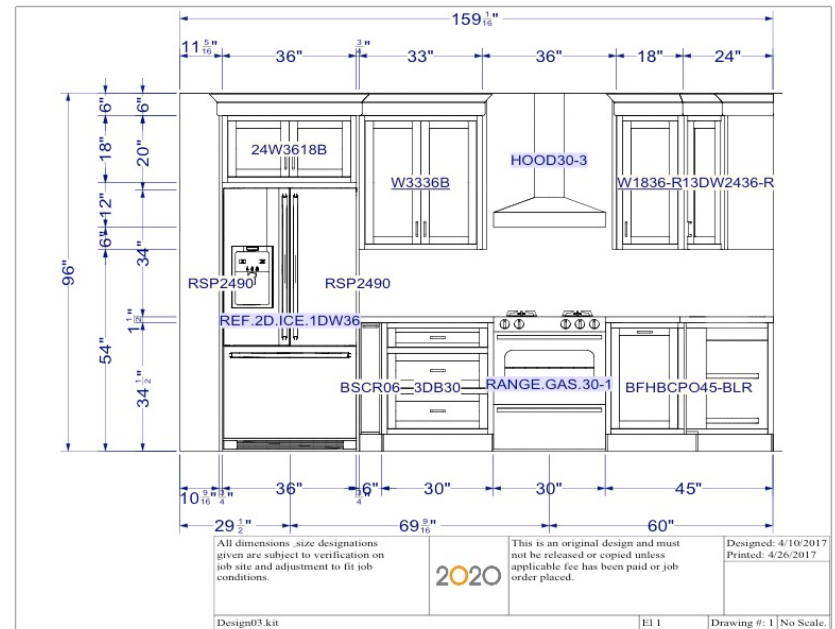 159 1/16"
11 5/16" 36" 3/4" 33" 36" 18" 24"
6" 6"
18" 20"
24W3618B
HOOD30-3
W3336B
W1836-R13DW2436-R
12"
6" 34"
96"
RSP2490 RSP2490
REF.2D.ICE.1DW36
1 1/2"
54"
34 1/2"
BSCR06 3DB30 RANGE.GAS.30-1 BFHBCPO45-BLR
10 9/16" 3/4" 36" 3/4" 6" 30" 30" 45"
29 1/2" 69 9/16" 60"
All dimensions ,size designations
given are subject to verification on
job site and adjustment to fit job
conditions.
2020
This is an original design and must
not be released or copied unless
applicable fee has been paid or job
order placed.
Designed: 4/10/2017
Printed: 4/26/2017
Design03.kit El 1 Drawing #: 1 No Scale.